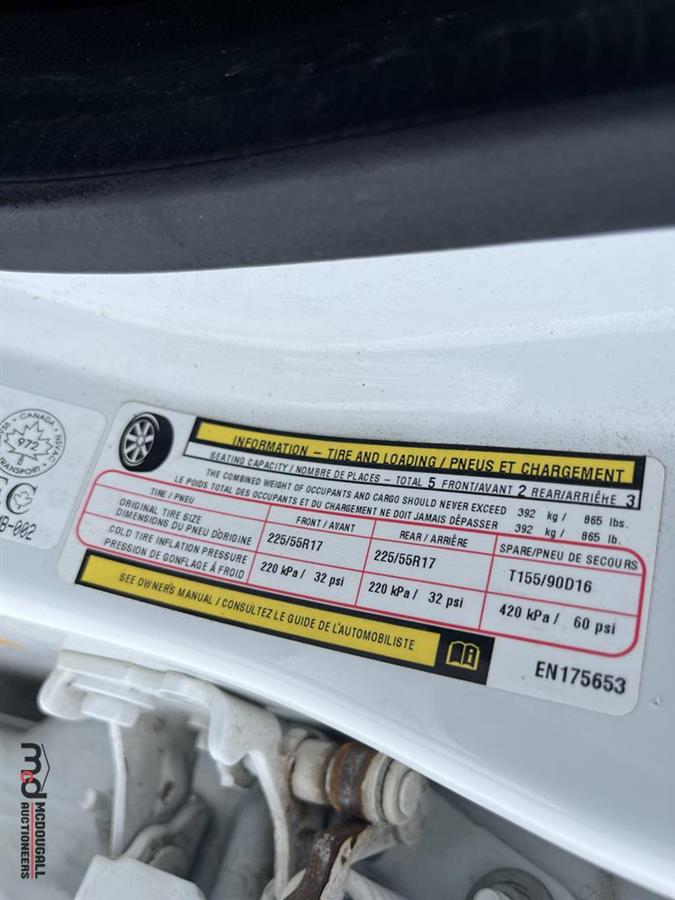 INFORMATION – TIRE AND LOADING / PNEUS ET CHARGEMENT
SEATING CAPACITY / NOMBRE DE PLACES – TOTAL 5 FRONT/AVANT 2 REAR/ARRIÈRE 3
THE COMBINED WEIGHT OF OCCUPANTS AND CARGO SHOULD NEVER EXCEED 392 kg / 865 lbs.
LE POIDS TOTAL DES OCCUPANTS ET DU CHARGEMENT NE DOIT JAMAIS DÉPASSER 392 kg / 865 lb.
TIRE / PNEU FRONT / AVANT REAR / ARRIÈRE SPARE/PNEU DE SECOURS
ORIGINAL TIRE SIZE
DIMENSIONS DU PNEU D'ORIGINE 225/55R17 225/55R17 T155/90D16
COLD TIRE INFLATION PRESSURE
PRESSION DE GONFLAGE À FROID 220 kPa / 32 psi 220 kPa / 32 psi 420 kPa / 60 psi
SEE OWNER'S MANUAL / CONSULTEZ LE GUIDE DE L'AUTOMOBILISTE
EN175653
CANADA
972
TRANSPORT
B-002
mcd
MCDOUGALL
AUCTIONEERS